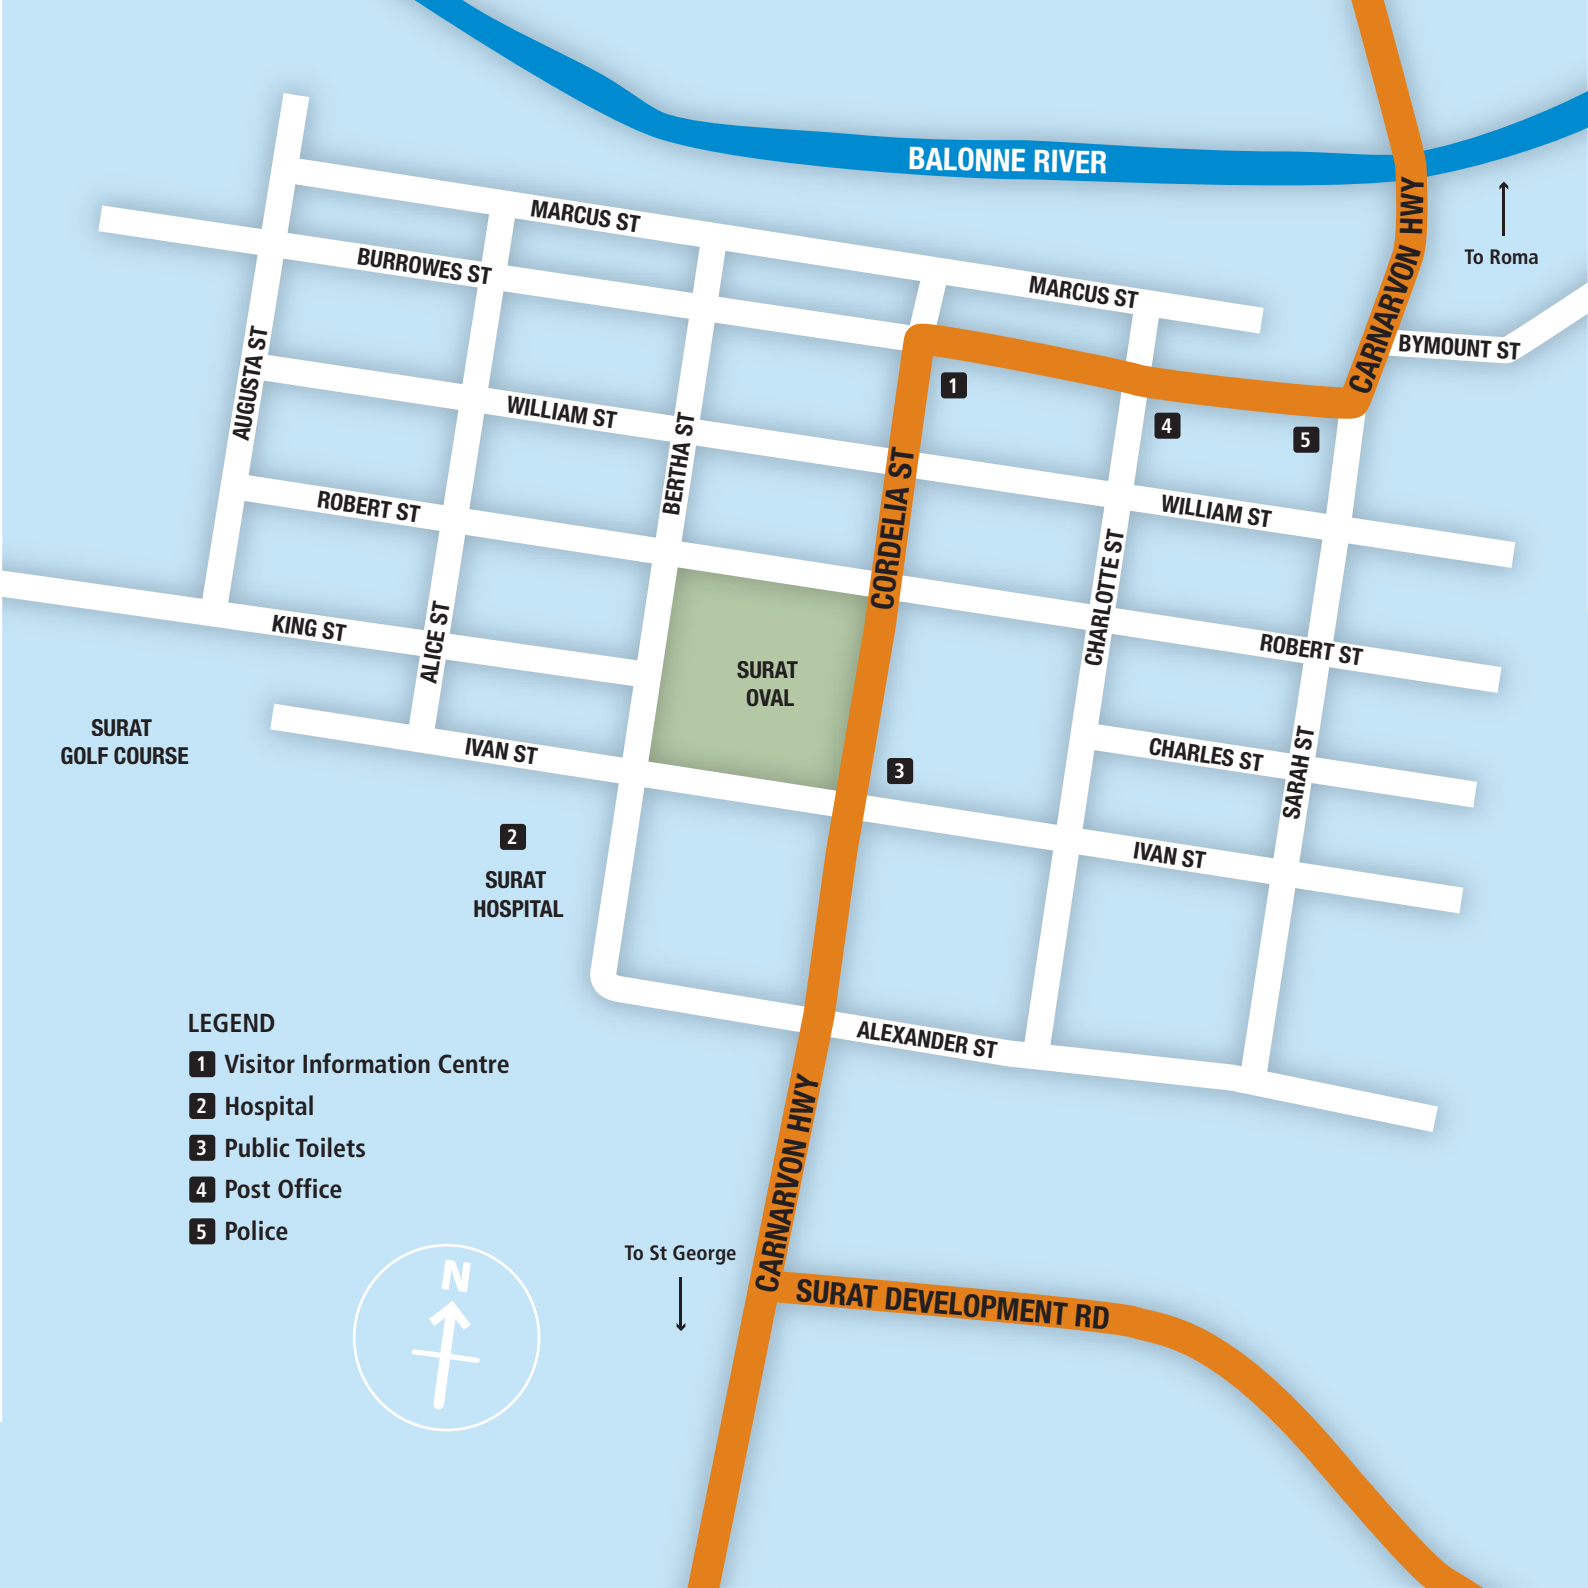 BALONNE RIVER
MARCUS ST
CARNARVON HWY
To Roma
BURROWES ST
MARCUS ST
BYMOUNT ST
AUGUSTA ST
1
WILLIAM ST
4
5
BERTHA ST
CORDELIA ST
ROBERT ST
WILLIAM ST
CHARLOTTE ST
KING ST
ALICE ST
ROBERT ST
SURAT
OVAL
SURAT
GOLF COURSE
IVAN ST
3
CHARLES ST
SARAH ST
2
IVAN ST
SURAT
HOSPITAL
ALEXANDER ST
LEGEND
1 Visitor Information Centre
2 Hospital
3 Public Toilets
4 Post Office
5 Police
CARNARVON HWY
To St George
N
SURAT DEVELOPMENT RD